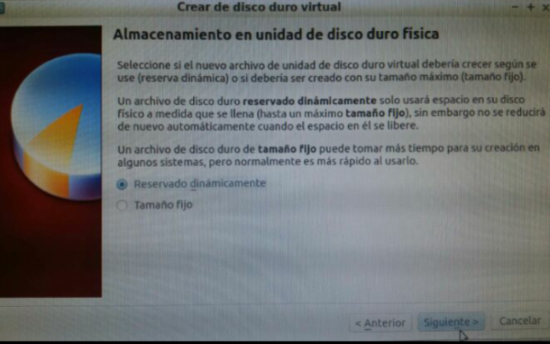 Crear de disco duro virtual
Almacenamiento en unidad de disco duro física
Seleccione si el nuevo archivo de unidad de disco duro virtual debería crecer según se
use (reserva dinámica) o si debería ser creado con su tamaño máximo (tamaño fijo).
Un archivo de disco duro reservado dinámicamente solo usará espacio en su disco
físico a medida que se llena (hasta un máximo tamaño fijo), sin embargo no se reducirá
de nuevo automáticamente cuando el espacio en él se libere.
Un archivo de disco duro de tamaño fijo puede tomar más tiempo para su creación en
algunos sistemas, pero normalmente es más rápido al usarlo.
Reservado dinámicamente
Tamaño fijo
< Anterior Siguiente > Cancelar